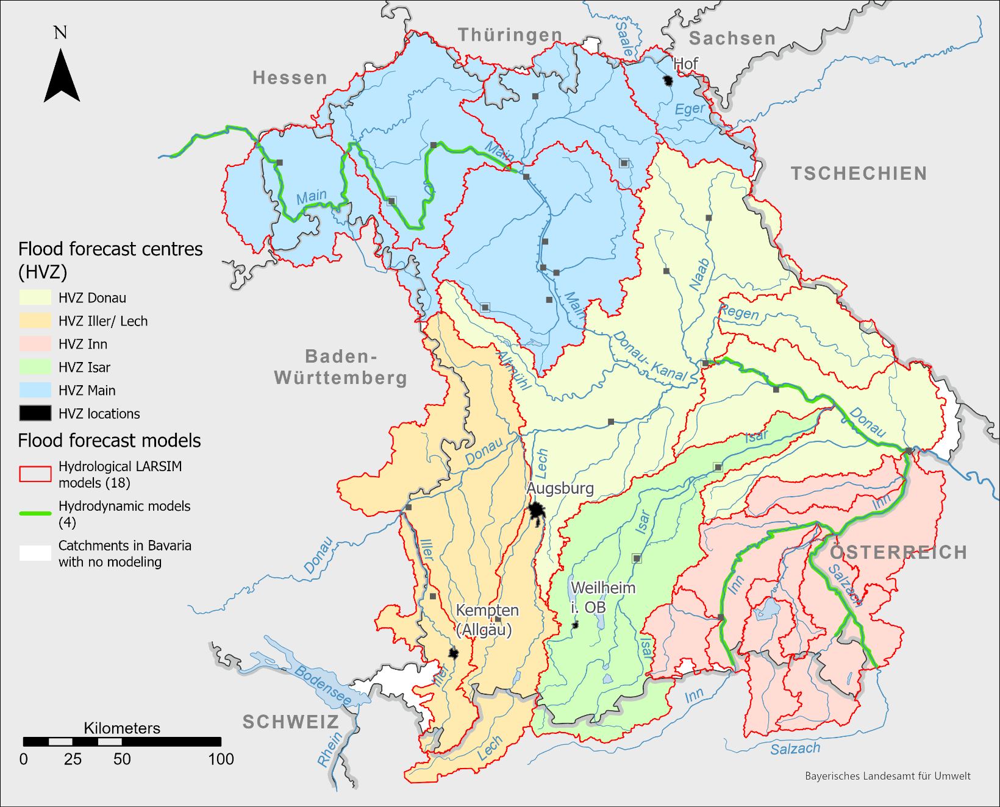 N
Thüringen
Sachsen
Saale
Hof
Hessen
Eger
Main
TSCHECHIEN
Main
Flood forecast centres
(HVZ)
HVZ Donau
HVZ Iller/ Lech
HVZ Inn
HVZ Isar
HVZ Main
HVZ locations
Flood forecast models
Hydrological LARSIM
models (18)
Hydrodynamic models
(4)
Catchments in Bavaria
with no modeling
Naab
Main
Regen
Donau- Kanal
Altmühl
Baden-
Württemberg
Donau
Isar
Donau
Lech
Augsburg
Inn
Isar
Iller
Donau
ÖSTERREICH
Salzach
Inn
Weilheim
i. OB
Kempten
(Allgäu)
Isar
Iller
Bodensee
Inn
SCHWEIZ
Rhein
Lech
Salzach
Kilometers
0 25 50 100
Bayerisches Landesamt für Umwelt